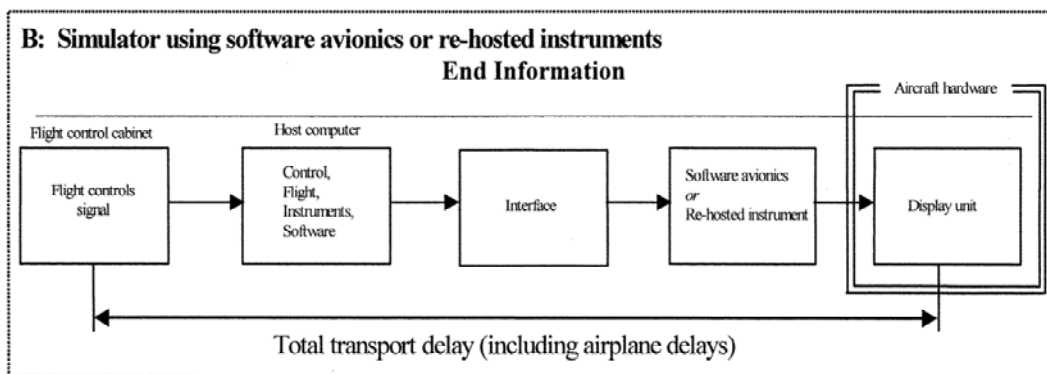 B: Simulator using software avionics or re-hosted instruments
End Information
Aircraft hardware
Flight control cabinet
Host computer
Flight controls
signal
Control,
Flight,
Instruments,
Software
Interface
Software avionics
or
Re-hosted instrument
Display unit
Total transport delay (including airplane delays)